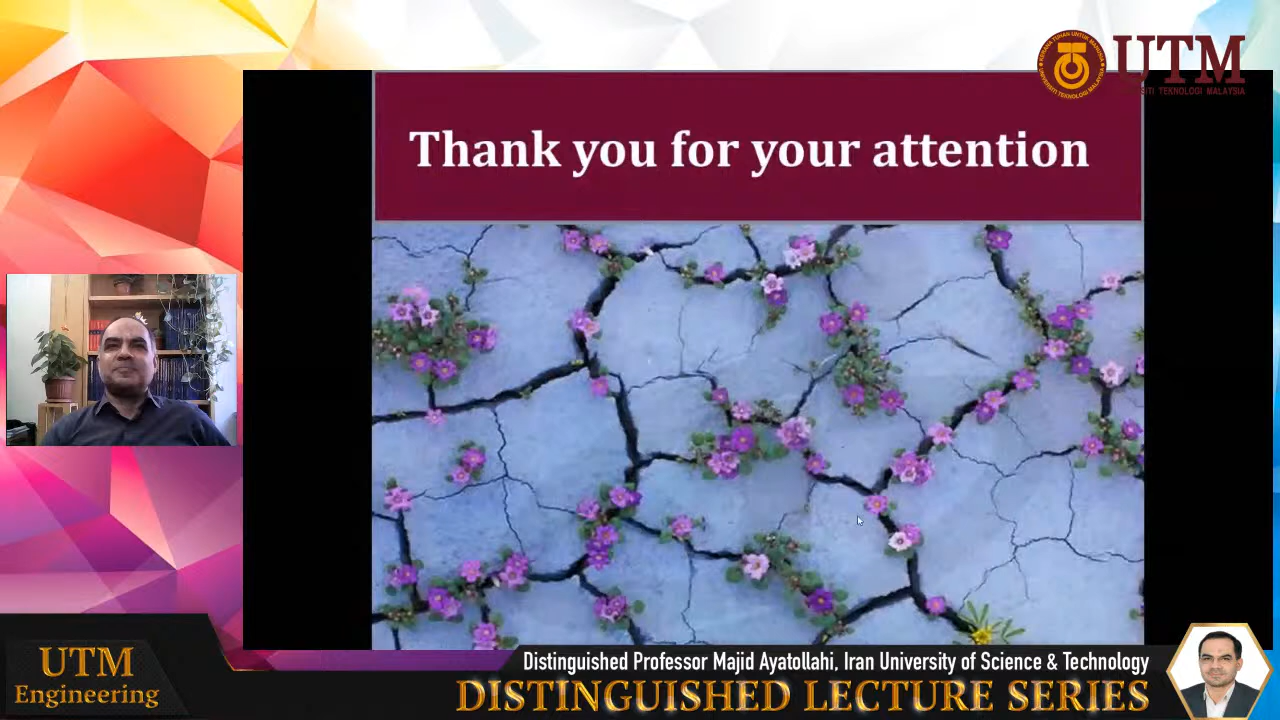 UTM
UNIVERSITI TEKNOLOGI MALAYSIA
Thank you for your attention
UTM
Engineering
Distinguished Professor Majid Ayatollahi, Iran University of Science & Technology
DISTINGUISHED LECTURE SERIES